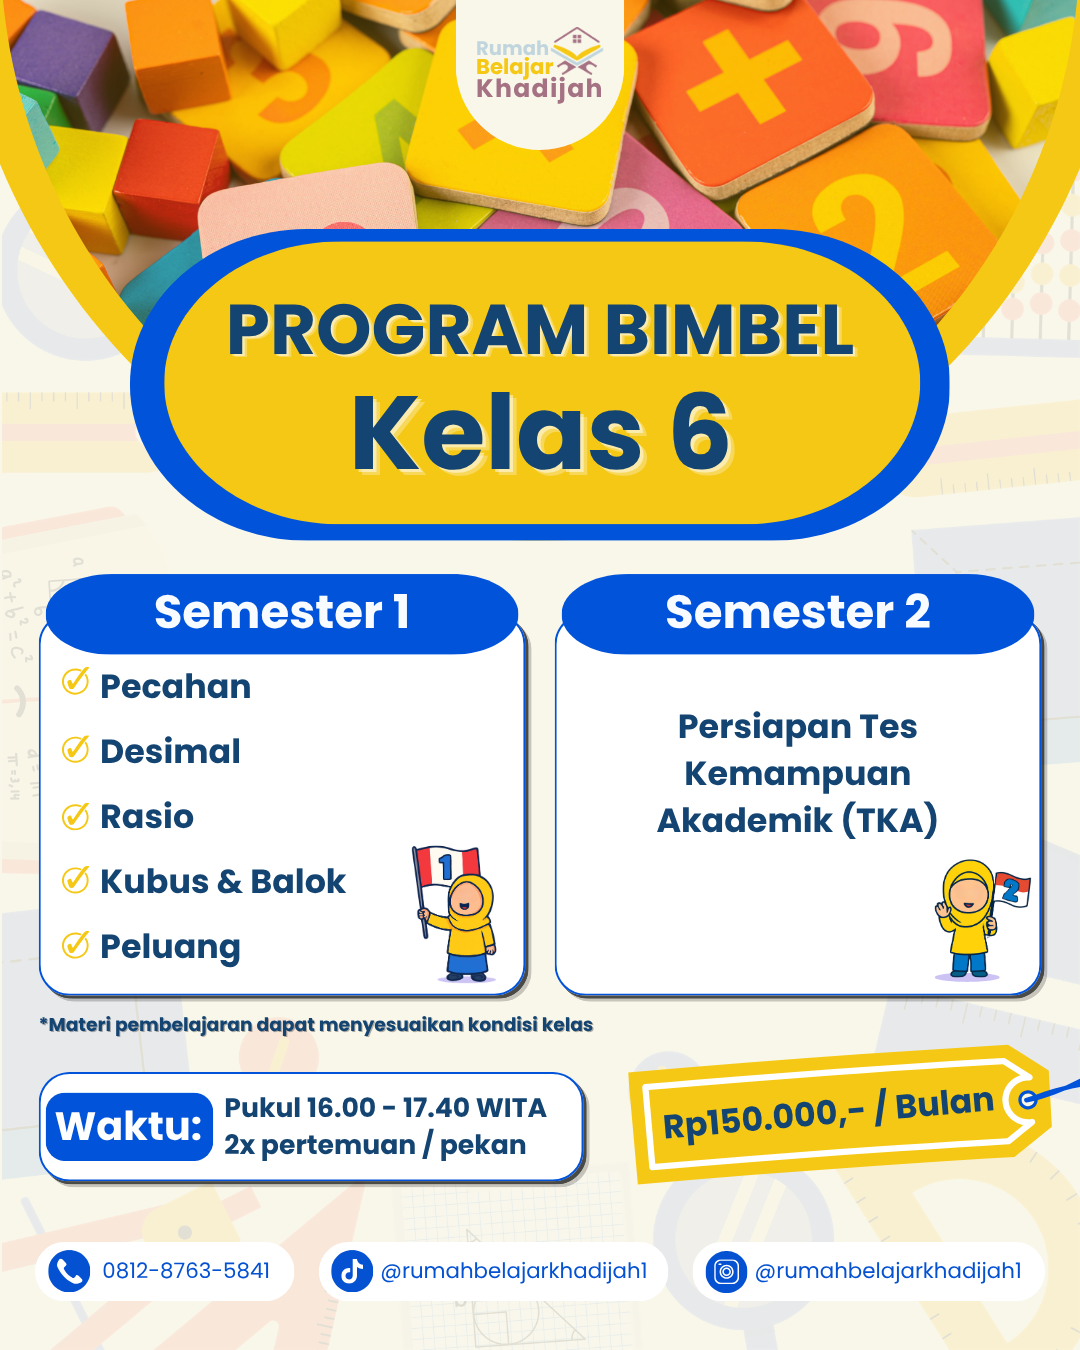 Rumah
Belajar
Khadijah
PROGRAM BIMBEL
Kelas 6
Semester 1
Pecahan
Desimal
Rasio
Kubus & Balok
Peluang
1
Semester 2
Persiapan Tes
Kemampuan
Akademik (TKA)
2
*Materi pembelajaran dapat menyesuaikan kondisi kelas
Waktu:
Pukul 16.00 - 17.40 WITA
2x pertemuan / pekan
Rp150.000,- / Bulan
0812-8763-5841
@rumahbelajarkhadijah1
@rumahbelajarkhadijah1